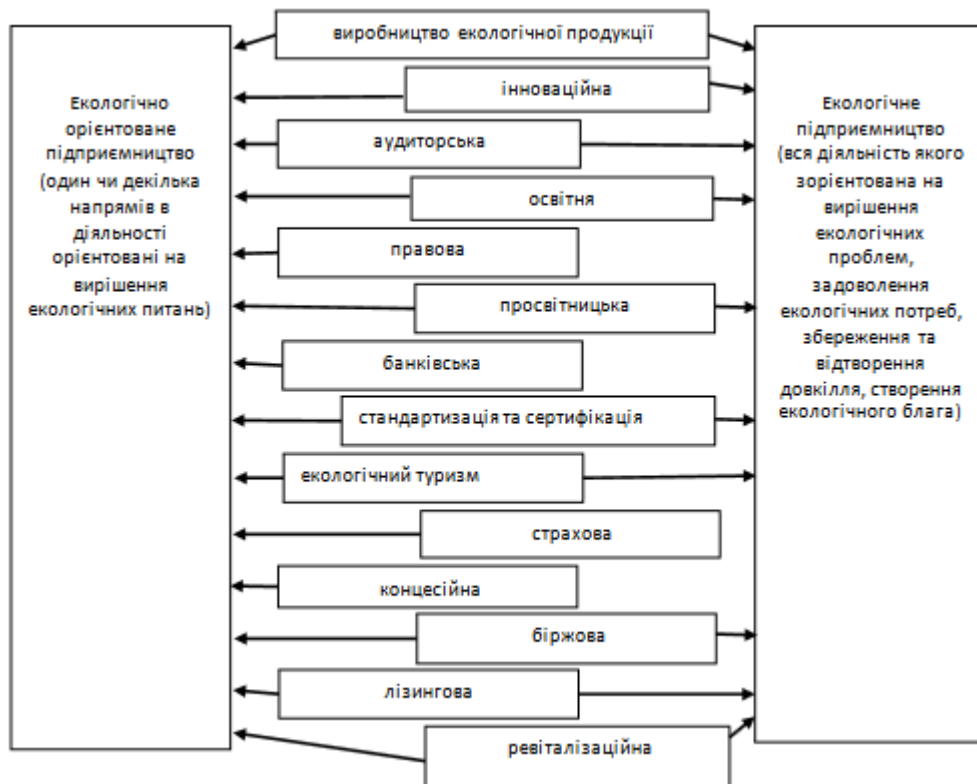 Екологічно
орієнтоване
підприємництво
(один чи декілька
напрямів в
діяльності
орієнтовані на
вирішення
екологічних питань)
виробництво екологічної продукції
інноваційна
аудиторська
освітня
правова
просвітницька
банківська
стандартизація та сертифікація
екологічний туризм
страхова
концесійна
біржова
лізингова
ревіталізаційна
Екологічне
підприємництво
(вся діяльність якого
зорієнтована на
вирішення
екологічних
проблем,
задоволення
екологічних потреб,
збереження та
відтворення
довкілля, створення
екологічного блага)